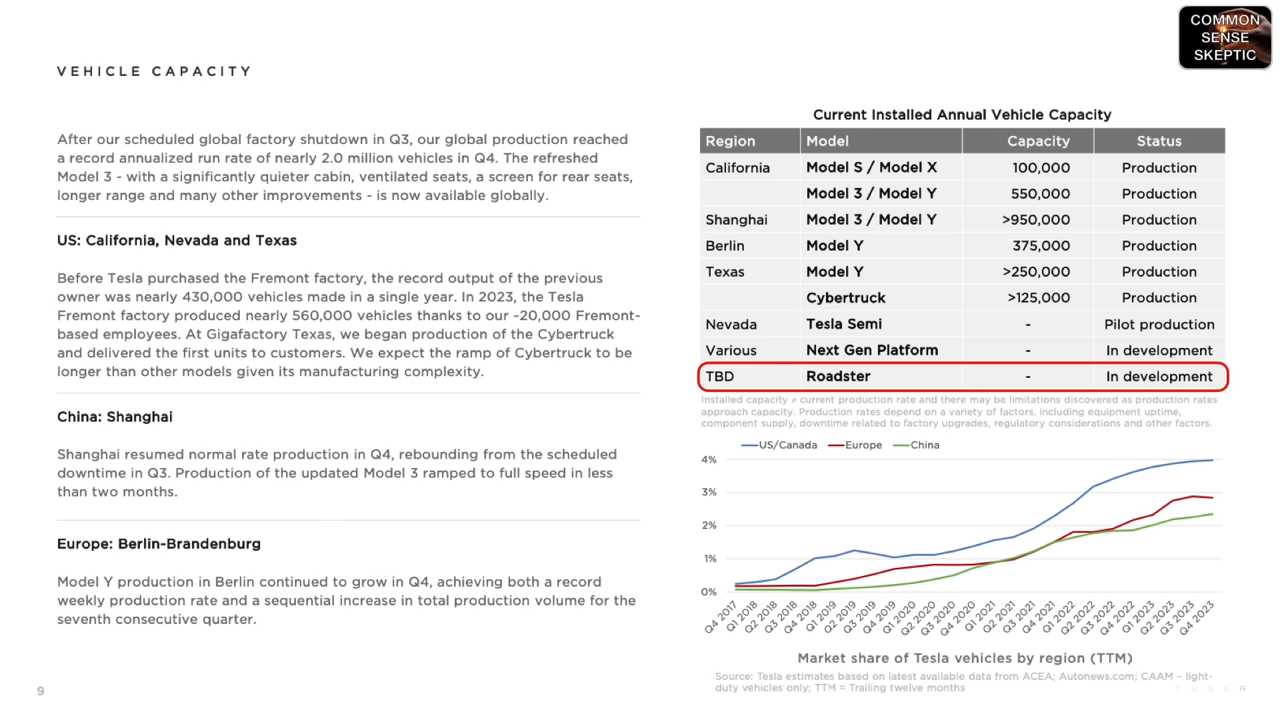 COMMON
SENSE
SKEPTIC
VEHICLE CAPACITY
After our scheduled global factory shutdown in Q3, our global production reached
a record annualized run rate of nearly 2.0 million vehicles in Q4. The refreshed
Model 3 - with a significantly quieter cabin, ventilated seats, a screen for rear seats,
longer range and many other improvements - is now available globally.
US: California, Nevada and Texas
Before Tesla purchased the Fremont factory, the record output of the previous
owner was nearly 430,000 vehicles made in a single year. In 2023, the Tesla
Fremont factory produced nearly 560,000 vehicles thanks to our ~20,000 Fremont-
based employees. At Gigafactory Texas, we began production of the Cybertruck
and delivered the first units to customers. We expect the ramp of Cybertruck to be
longer than other models given its manufacturing complexity.
China: Shanghai
Shanghai resumed normal rate production in Q4, rebounding from the scheduled
downtime in Q3. Production of the updated Model 3 ramped to full speed in less
than two months.
Europe: Berlin-Brandenburg
Model Y production in Berlin continued to grow in Q4, achieving both a record
weekly production rate and a sequential increase in total production volume for the
seventh consecutive quarter.
9
Current Installed Annual Vehicle Capacity
Region Model Capacity Status
California Model S / Model X 100,000 Production
Model 3 / Model Y 550,000 Production
Shanghai Model 3 / Model Y >950,000 Production
Berlin Model Y 375,000 Production
Texas Model Y >250,000 Production
Cybertruck >125,000 Production
Nevada Tesla Semi - Pilot production
Various Next Gen Platform - In development
TBD Roadster - In development
Installed capacity ≠ current production rate and there may be limitations discovered as production rates
approach capacity. Production rates depend on a variety of factors, including equipment uptime,
component supply, downtime related to factory upgrades, regulatory considerations and other factors.
US/Canada Europe China
4%
3%
2%
1%
0%
Q4 2017 Q1 2018 Q2 2018 Q3 2018 Q4 2018 Q1 2019 Q2 2019 Q3 2019 Q4 2019 Q1 2020 Q2 2020 Q3 2020 Q4 2020 Q1 2021 Q2 2021 Q3 2021 Q4 2021 Q1 2022 Q2 2022 Q3 2022 Q4 2022 Q1 2023 Q2 2023 Q3 2023 Q4 2023
Market share of Tesla vehicles by region (TTM)
Source: Tesla estimates based on latest available data from ACEA; Autonews.com; CAAM – light-
duty vehicles only; TTM = Trailing twelve months
TESLA